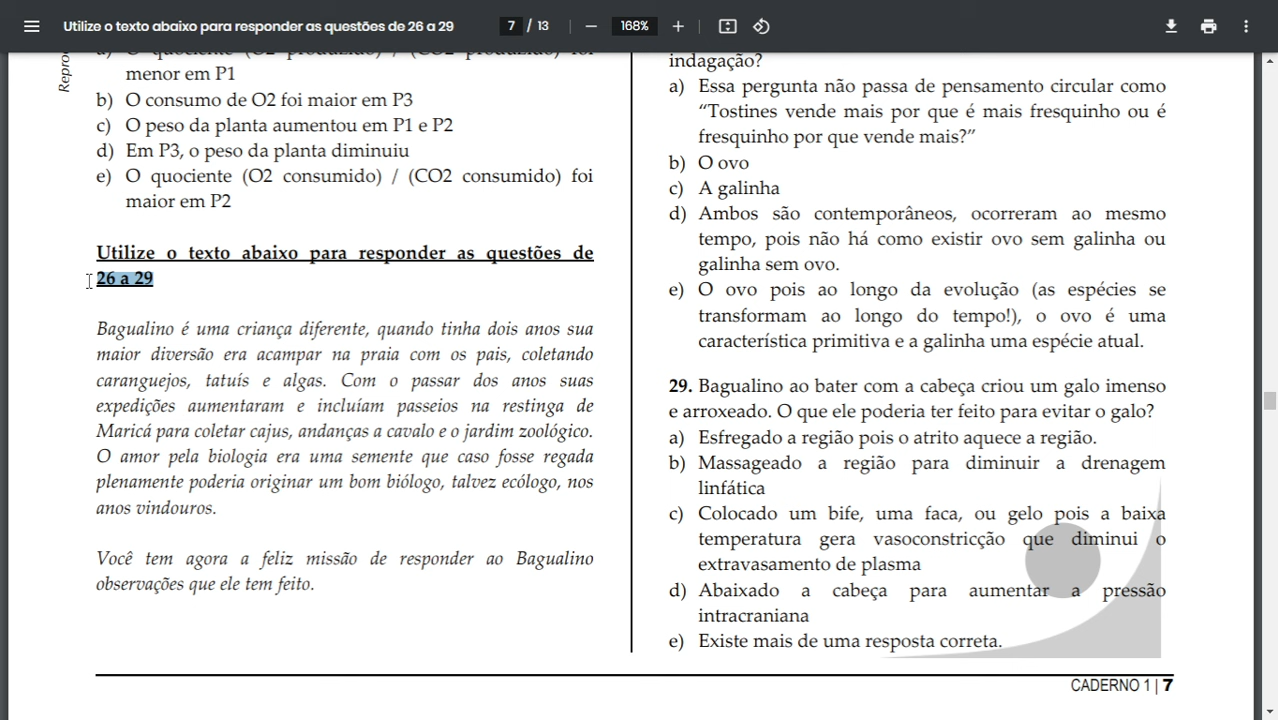 Utilize o texto abaixo para responder as questões de 26 a 29
7 / 13
168%
Repro
a) O quociente (O2 produzido) / (CO2 produzido) foi
menor em P1
b) O consumo de O2 foi maior em P3
c) O peso da planta aumentou em P1 e P2
d) Em P3, o peso da planta diminuiu
e) O quociente (O2 consumido) / (CO2 consumido) foi
maior em P2
Utilize o texto abaixo para responder as questões de
26 a 29
Bagualino é uma criança diferente, quando tinha dois anos sua
maior diversão era acampar na praia com os pais, coletando
caranguejos, tatuís e algas. Com o passar dos anos suas
expedições aumentaram e incluíam passeios na restinga de
Maricá para coletar cajus, andanças a cavalo e o jardim zoológico.
O amor pela biologia era uma semente que caso fosse regada
plenamente poderia originar um bom biólogo, talvez ecólogo, nos
anos vindouros.
Você tem agora a feliz missão de responder ao Bagualino
observações que ele tem feito.
indagação?
a) Essa pergunta não passa de pensamento circular como
“Tostines vende mais por que é mais fresquinho ou é
fresquinho por que vende mais?”
b) O ovo
c) A galinha
d) Ambos são contemporâneos, ocorreram ao mesmo
tempo, pois não há como existir ovo sem galinha ou
galinha sem ovo.
e) O ovo pois ao longo da evolução (as espécies se
transformam ao longo do tempo!), o ovo é uma
característica primitiva e a galinha uma espécie atual.
29. Bagualino ao bater com a cabeça criou um galo imenso
e arroxeado. O que ele poderia ter feito para evitar o galo?
a) Esfregado a região pois o atrito aquece a região.
b) Massageado a região para diminuir a drenagem
linfática
c) Colocado um bife, uma faca, ou gelo pois a baixa
temperatura gera vasoconstricção que diminui o
extravasamento de plasma
d) Abaixado a cabeça para aumentar a pressão
intracraniana
e) Existe mais de uma resposta correta.
CADERNO 1 | 7